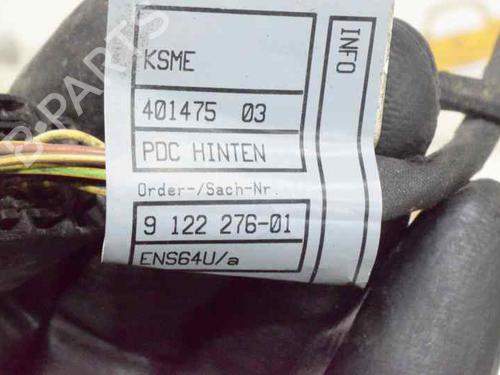 KSME
401475 03
PDC HINTEN
Order-/Sach-Nr.
9 122 276-01
ENS64U/a
INFO
B-PARTS